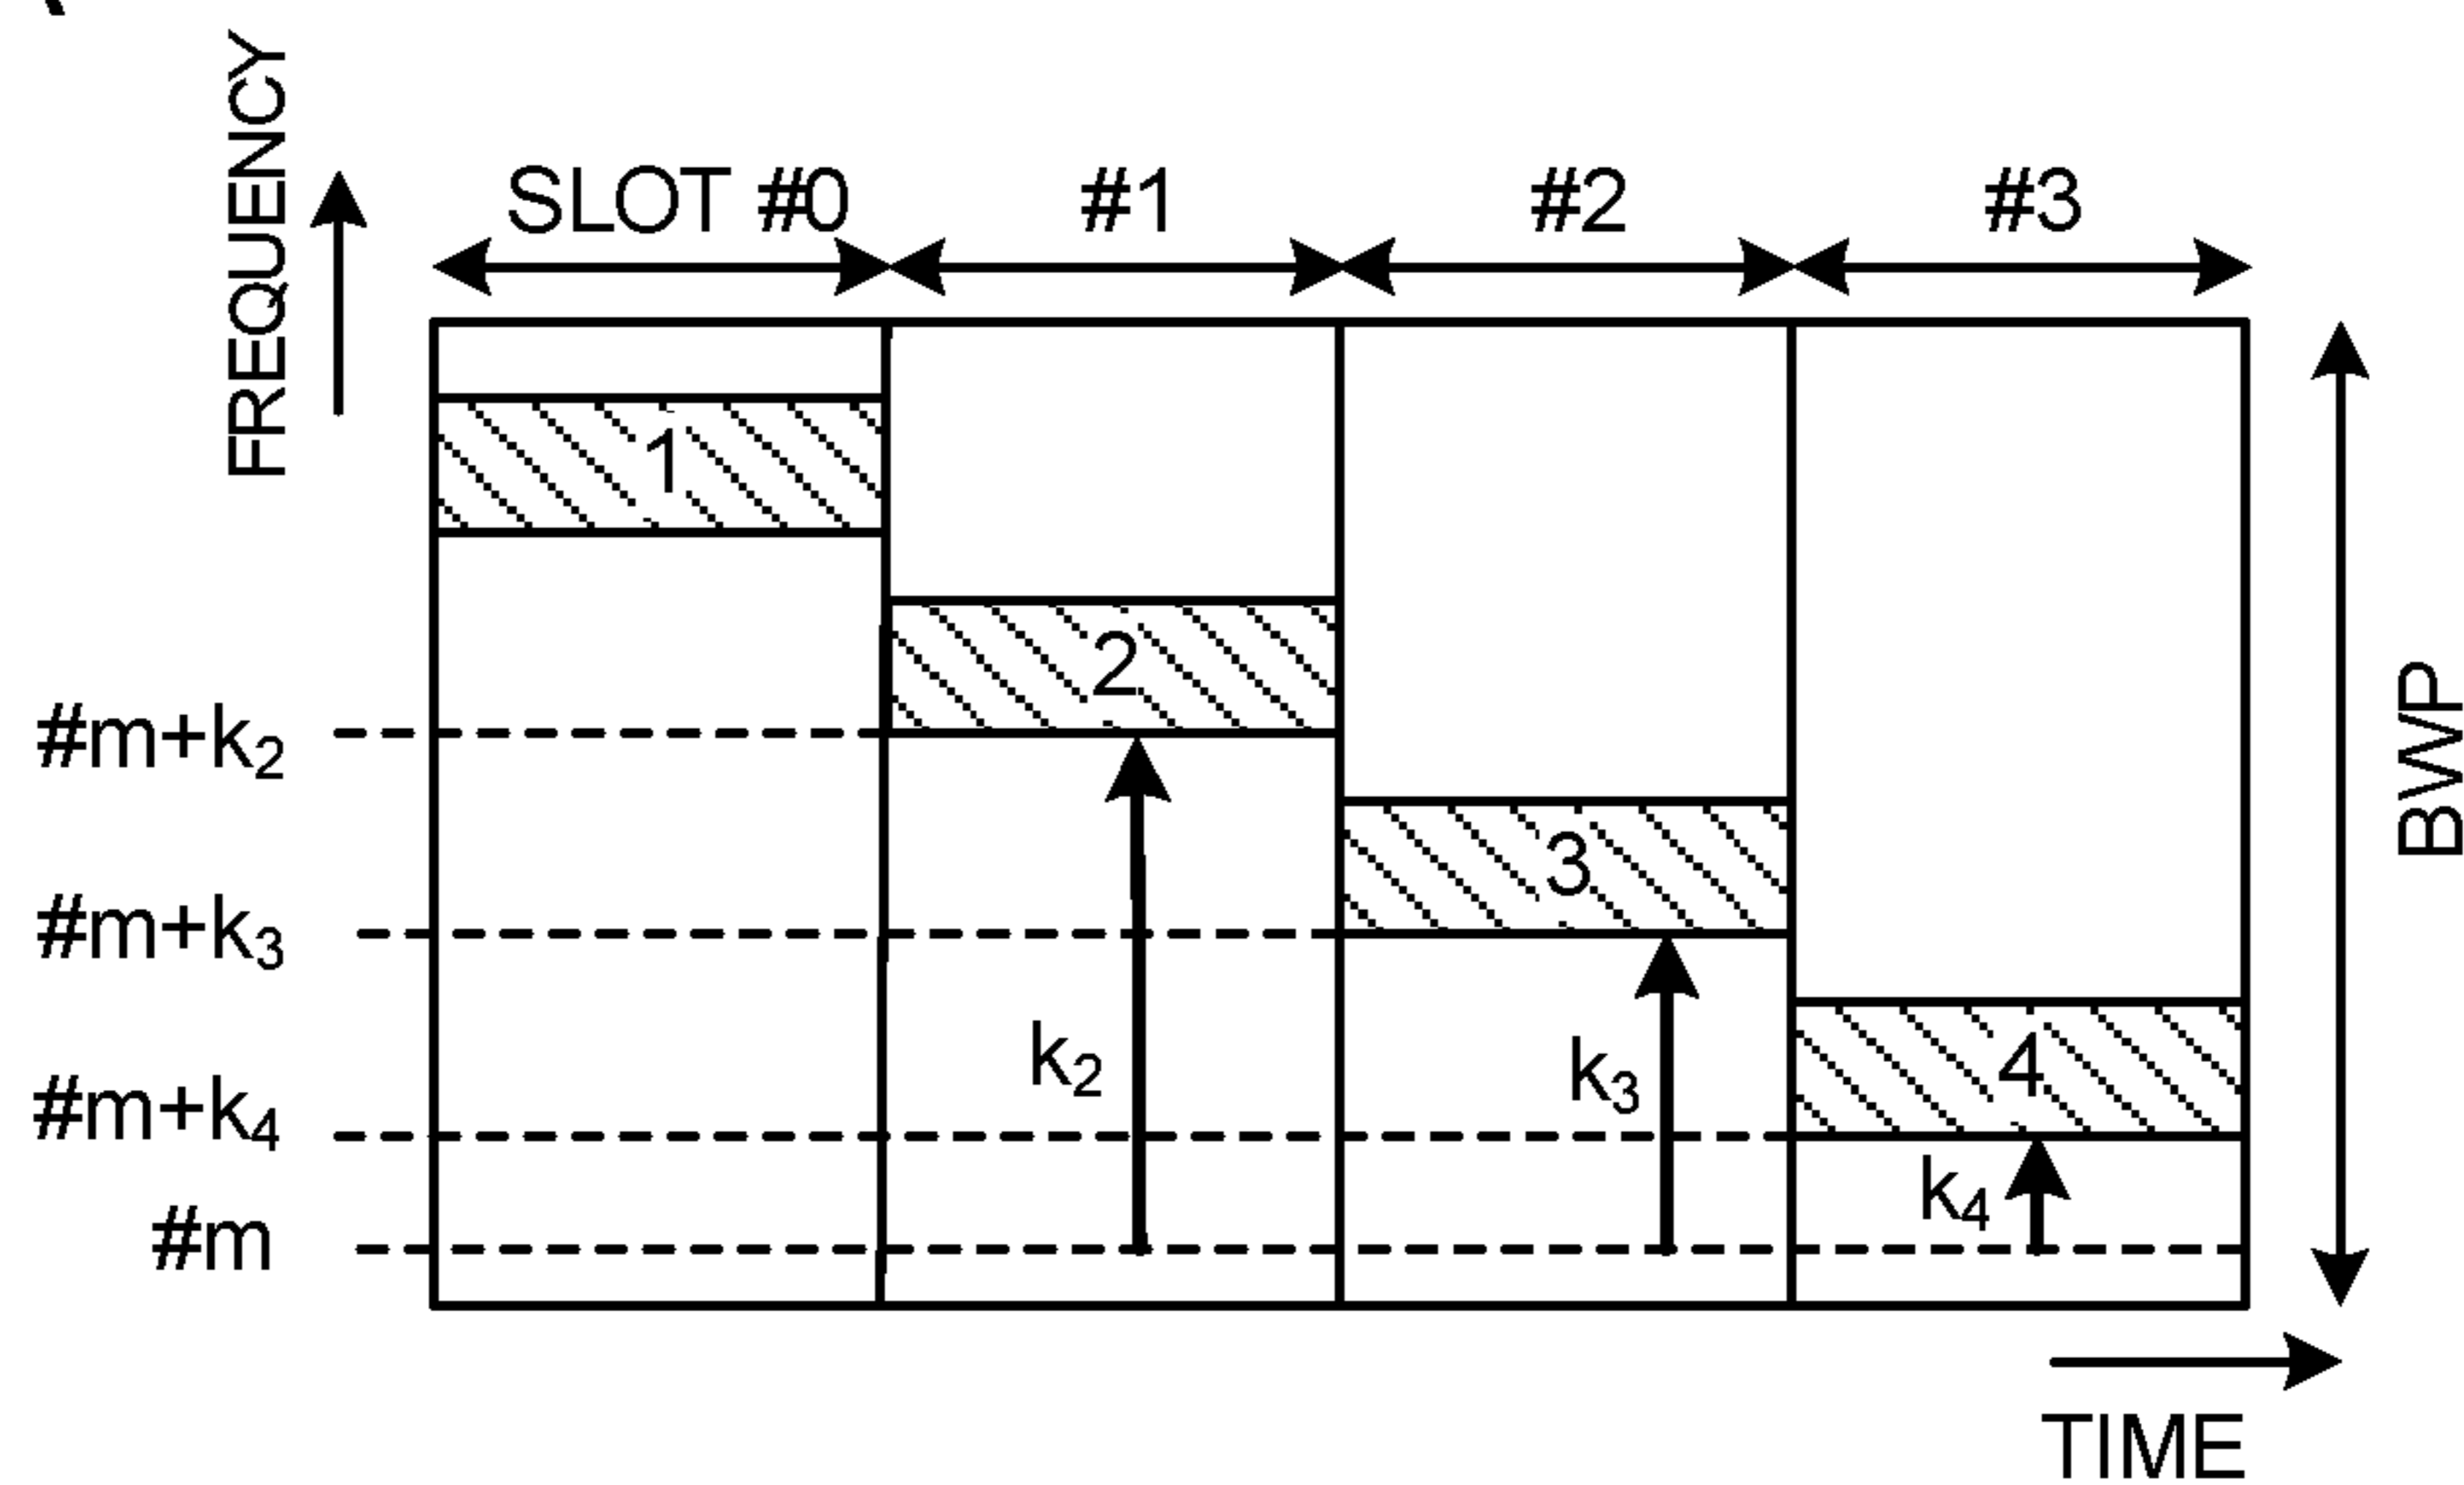 FREQUENCY
SLOT #0 #1 #2 #3
1
2
#m+k₂
3
#m+k₃
k₂
k₃
4
#m+k₄
k₄
#m
BWP
TIME